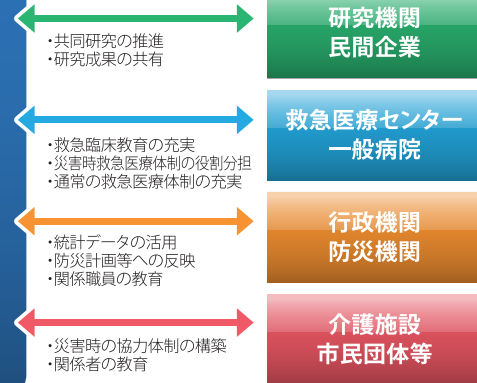 研究機関
民間企業
・共同研究の推進
・研究成果の共有
救急医療センター
一般病院
・救急臨床教育の充実
・災害時救急医療体制の役割分担
・通常の救急医療体制の充実
行政機関
防災機関
・統計データの活用
・防災計画等への反映
・関係職員の教育
介護施設
市民団体等
・災害時の協力体制の構築
・関係者の教育